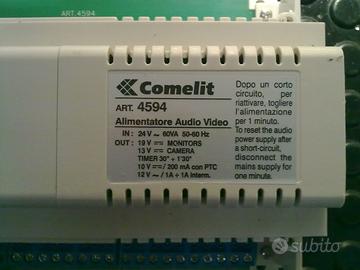 ART.4594
Comelit
ART. 4594
Alimentatore Audio Video
IN : 24 V ~ 60VA 50-60 Hz
OUT : 19 V ⎓ MONITORS
13 V ⎓ CAMERA
TIMER 30" ÷ 1'30"
10 V ⎓ / 200 mA con PTC
12 V ~ / 1A ÷ 1A Interm.
Dopo un corto
circuito, per
riattivare, togliere
l'alimentazione
per 1 minuto.
To reset the audio
power supply after
a short-circuit,
disconnect the
mains supply for
one minute.
subito